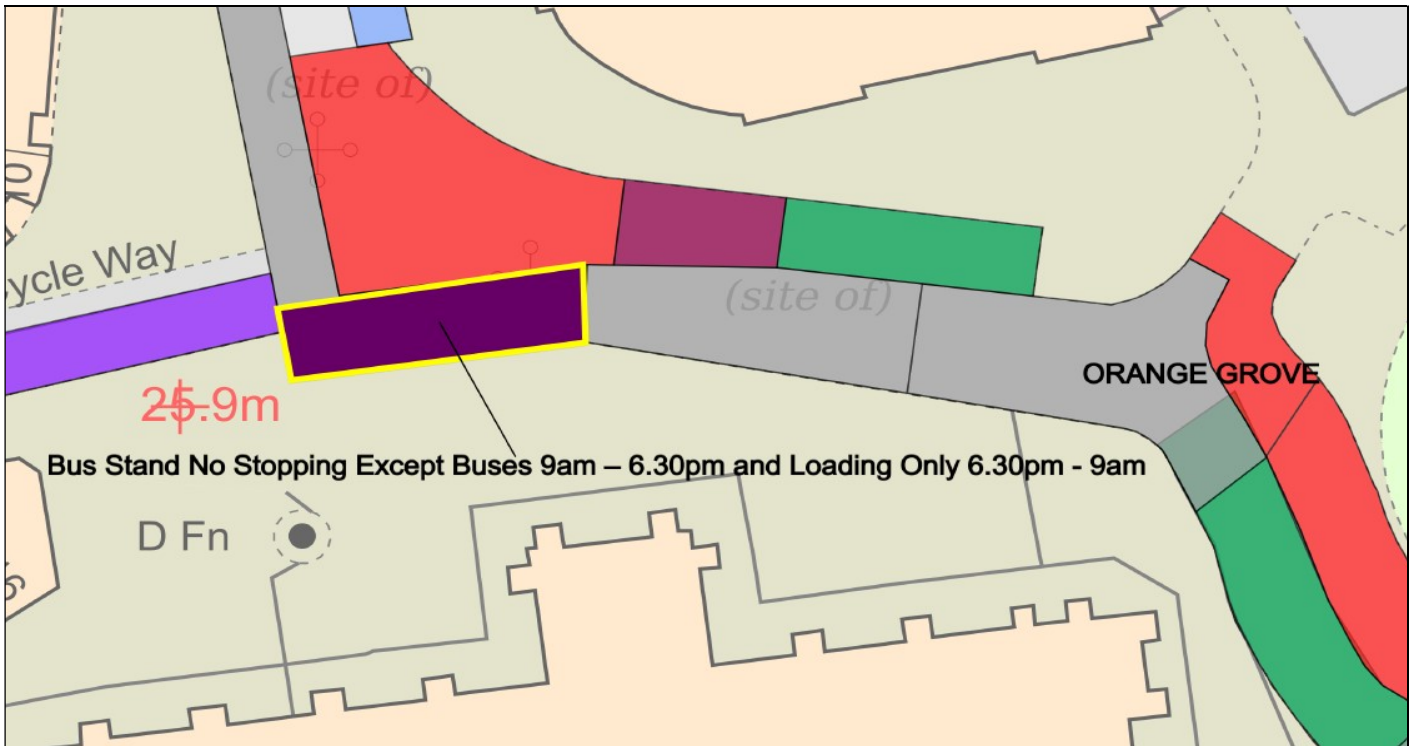 (site of)
ycle Way
(site of)
ORANGE GROVE
25.9m
Bus Stand No Stopping Except Buses 9am – 6.30pm and Loading Only 6.30pm - 9am
D Fn